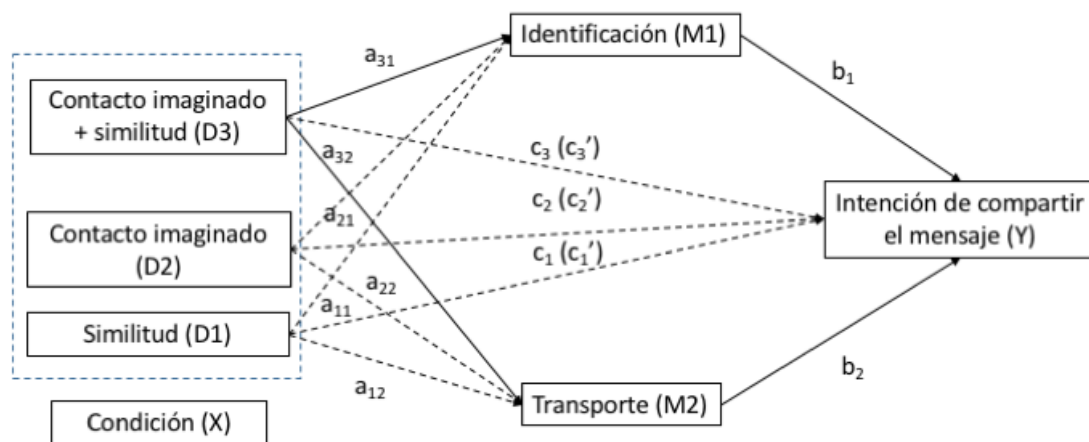 Identificación (M1)
a31
b1
Contacto imaginado
+ similitud (D3)
a32
c3 (c3’)
c2 (c2’)
Intención de compartir
el mensaje (Y)
a21
Contacto imaginado
(D2)
c1 (c1’)
a22
a11
Similitud (D1)
a12
b2
Transporte (M2)
Condición (X)